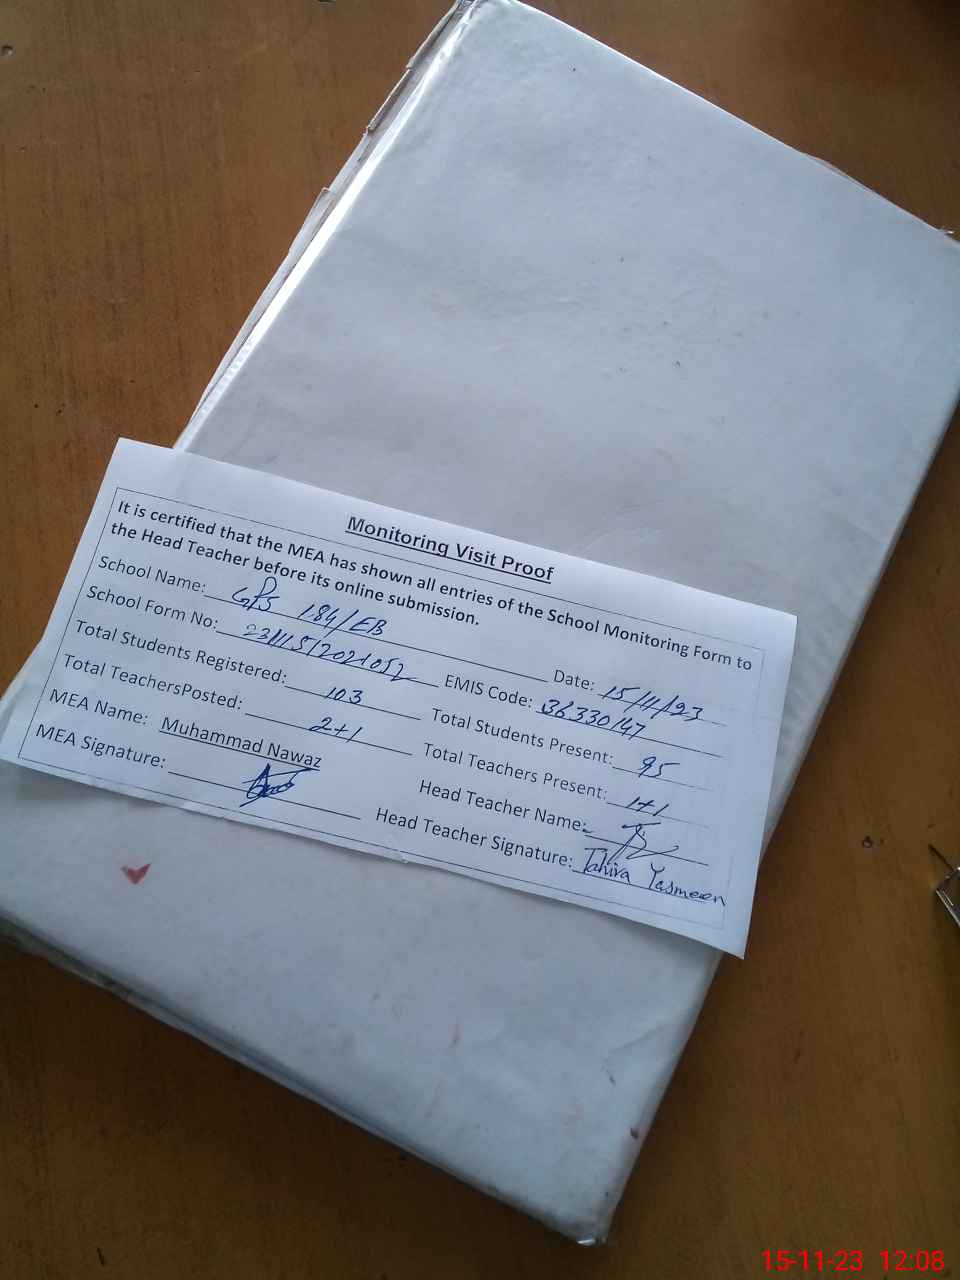 Monitoring Visit Proof
It is certified that the MEA has shown all entries of the School Monitoring Form to
the Head Teacher before its online submission.
School Name: GPS 184/EB Date: 15/11/23
School Form No: EMIS Code: 36330147
Total Students Registered: 103 Total Students Present: 95
Total TeachersPosted: 2+1 Total Teachers Present: 1+1
MEA Name: Muhammad Nawaz Head Teacher Name:
MEA Signature: Head Teacher Signature: Tahira Yasmeen
15-11-23 12:08